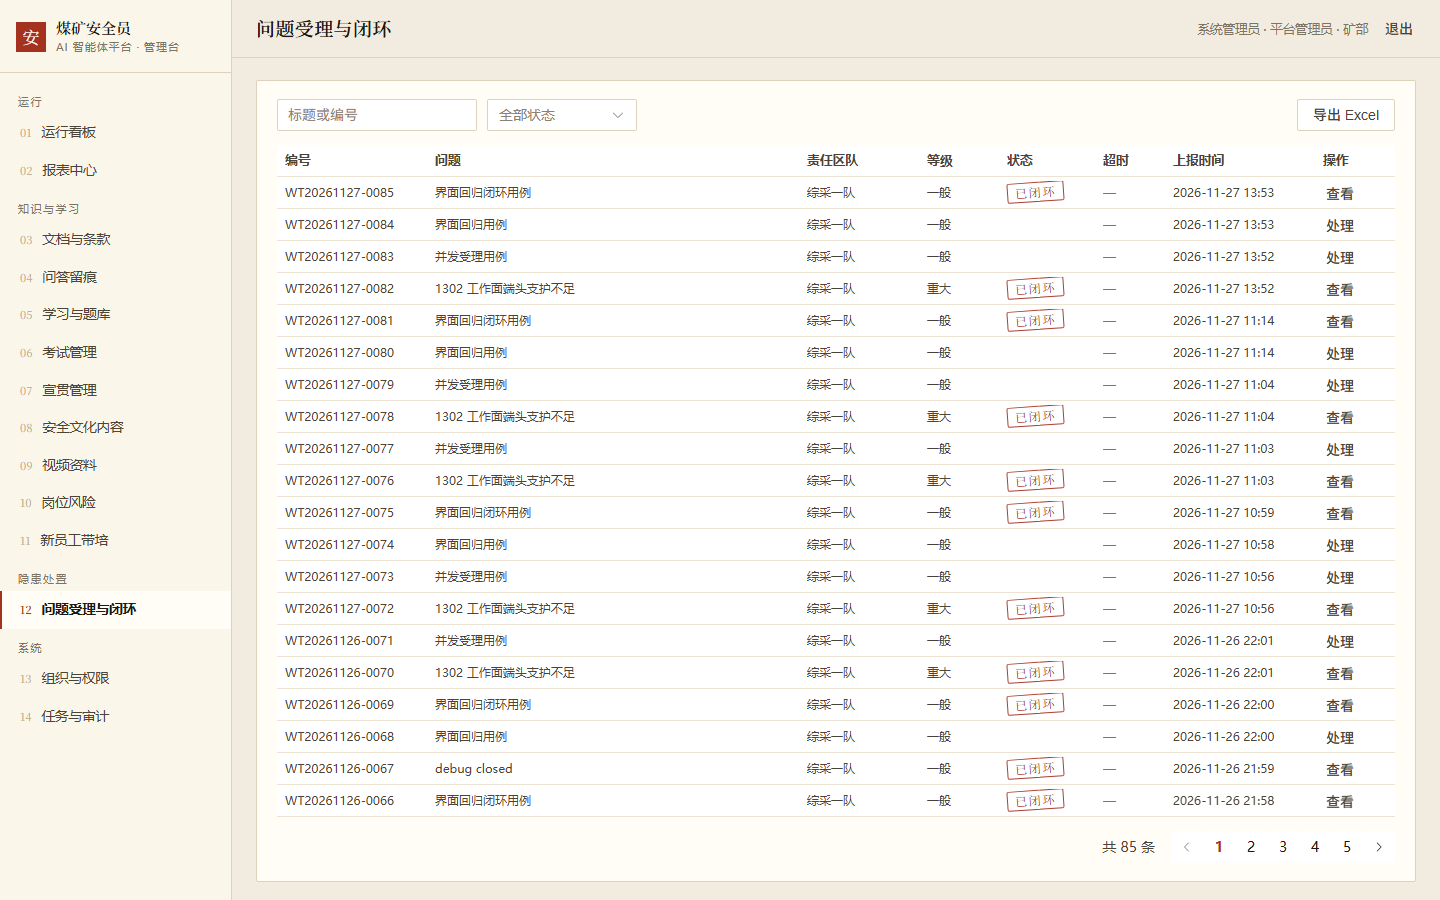 安
煤矿安全员
AI 智能体平台 · 管理台
运行
01 运行看板
02 报表中心
知识与学习
03 文档与条款
04 问答留痕
05 学习与题库
06 考试管理
07 宣贯管理
08 安全文化内容
09 视频资料
10 岗位风险
11 新员工带培
隐患处置
12 问题受理与闭环
系统
13 组织与权限
14 任务与审计
问题受理与闭环
系统管理员 · 平台管理员 · 矿部 退出
标题或编号 全部状态 导出 Excel
编号 问题 责任区队 等级 状态 超时 上报时间 操作
WT20261127-0085 界面回归闭环用例 综采一队 一般 已闭环 — 2026-11-27 13:53 查看
WT20261127-0084 界面回归用例 综采一队 一般 — 2026-11-27 13:53 处理
WT20261127-0083 并发受理用例 综采一队 一般 — 2026-11-27 13:52 处理
WT20261127-0082 1302 工作面端头支护不足 综采一队 重大 已闭环 — 2026-11-27 13:52 查看
WT20261127-0081 界面回归闭环用例 综采一队 一般 已闭环 — 2026-11-27 11:14 查看
WT20261127-0080 界面回归用例 综采一队 一般 — 2026-11-27 11:14 处理
WT20261127-0079 并发受理用例 综采一队 一般 — 2026-11-27 11:04 处理
WT20261127-0078 1302 工作面端头支护不足 综采一队 重大 已闭环 — 2026-11-27 11:04 查看
WT20261127-0077 并发受理用例 综采一队 一般 — 2026-11-27 11:03 处理
WT20261127-0076 1302 工作面端头支护不足 综采一队 重大 已闭环 — 2026-11-27 11:03 查看
WT20261127-0075 界面回归闭环用例 综采一队 一般 已闭环 — 2026-11-27 10:59 查看
WT20261127-0074 界面回归用例 综采一队 一般 — 2026-11-27 10:58 处理
WT20261127-0073 并发受理用例 综采一队 一般 — 2026-11-27 10:56 处理
WT20261127-0072 1302 工作面端头支护不足 综采一队 重大 已闭环 — 2026-11-27 10:56 查看
WT20261126-0071 并发受理用例 综采一队 一般 — 2026-11-26 22:01 处理
WT20261126-0070 1302 工作面端头支护不足 综采一队 重大 已闭环 — 2026-11-26 22:01 查看
WT20261126-0069 界面回归闭环用例 综采一队 一般 已闭环 — 2026-11-26 22:00 查看
WT20261126-0068 界面回归用例 综采一队 一般 — 2026-11-26 22:00 处理
WT20261126-0067 debug closed 综采一队 一般 已闭环 — 2026-11-26 21:59 查看
WT20261126-0066 界面回归闭环用例 综采一队 一般 已闭环 — 2026-11-26 21:58 查看
共 85 条 1 2 3 4 5